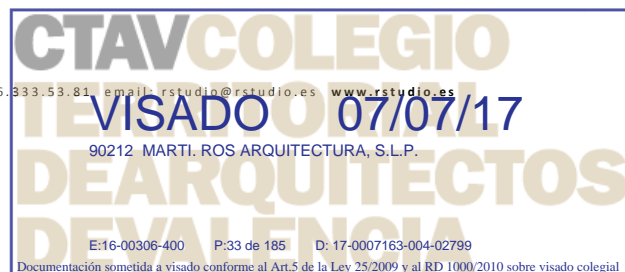 CTAV COLEGIO
TERRITORIAL
DE ARQUITECTOS
DE VALENCIA
333.53.81 email: rstudio@rstudio.es www.rstudio.es
VISADO 07/07/17
90212 MARTI. ROS ARQUITECTURA, S.L.P.
E:16-00306-400 P:33 de 185 D: 17-0007163-004-02799
Documentación sometida a visado conforme al Art.5 de la Ley 25/2009 y al RD 1000/2010 sobre visado colegial